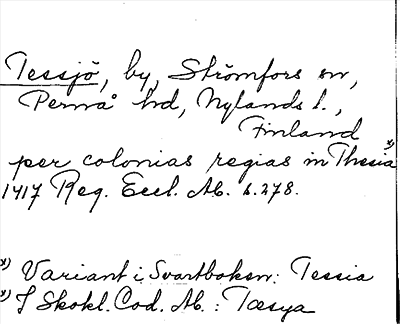 Tessjö, by, Strömfors sn,
Pernå hd, Nylands l.,
Finland
per colonias regias in Thesia x)
1417 Reg. Eccl. Ab. s. 278.
x) Variant i Svartboken: Tessia
x) I Skokl. Cod. Ab.: Tæsya